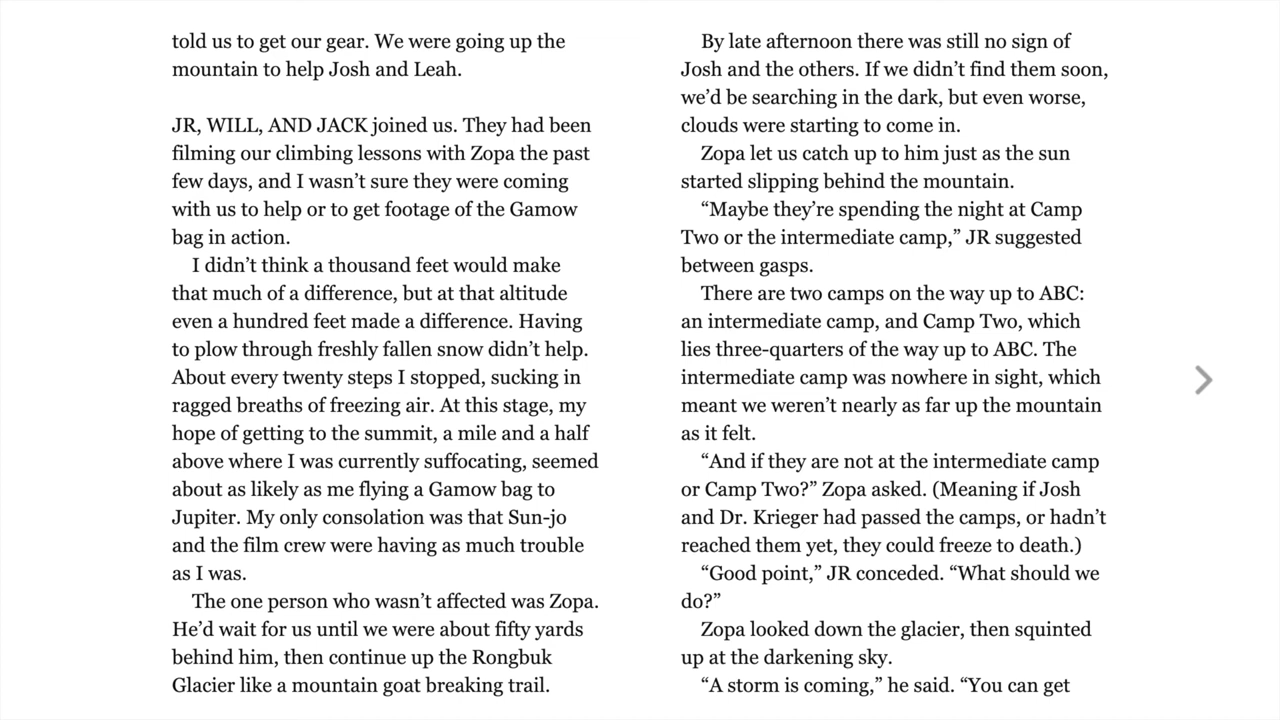 told us to get our gear. We were going up the
mountain to help Josh and Leah.
JR, WILL, AND JACK joined us. They had been
filming our climbing lessons with Zopa the past
few days, and I wasn’t sure they were coming
with us to help or to get footage of the Gamow
bag in action.
I didn’t think a thousand feet would make
that much of a difference, but at that altitude
even a hundred feet made a difference. Having
to plow through freshly fallen snow didn’t help.
About every twenty steps I stopped, sucking in
ragged breaths of freezing air. At this stage, my
hope of getting to the summit, a mile and a half
above where I was currently suffocating, seemed
about as likely as me flying a Gamow bag to
Jupiter. My only consolation was that Sun-jo
and the film crew were having as much trouble
as I was.
The one person who wasn’t affected was Zopa.
He’d wait for us until we were about fifty yards
behind him, then continue up the Rongbuk
Glacier like a mountain goat breaking trail.
By late afternoon there was still no sign of
Josh and the others. If we didn’t find them soon,
we’d be searching in the dark, but even worse,
clouds were starting to come in.
Zopa let us catch up to him just as the sun
started slipping behind the mountain.
“Maybe they’re spending the night at Camp
Two or the intermediate camp,” JR suggested
between gasps.
There are two camps on the way up to ABC:
an intermediate camp, and Camp Two, which
lies three-quarters of the way up to ABC. The
intermediate camp was nowhere in sight, which
meant we weren’t nearly as far up the mountain
as it felt.
“And if they are not at the intermediate camp
or Camp Two?” Zopa asked. (Meaning if Josh
and Dr. Krieger had passed the camps, or hadn’t
reached them yet, they could freeze to death.)
“Good point,” JR conceded. “What should we
do?”
Zopa looked down the glacier, then squinted
up at the darkening sky.
“A storm is coming,” he said. “You can get